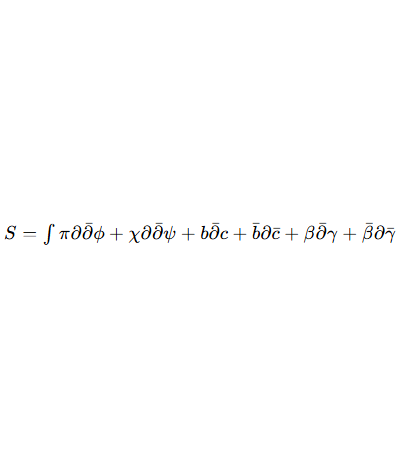 S = ∫ π∂∂̄ϕ + χ∂∂̄ψ + b∂̄c + b̄∂c̄ + β∂̄γ + β̄∂γ̄